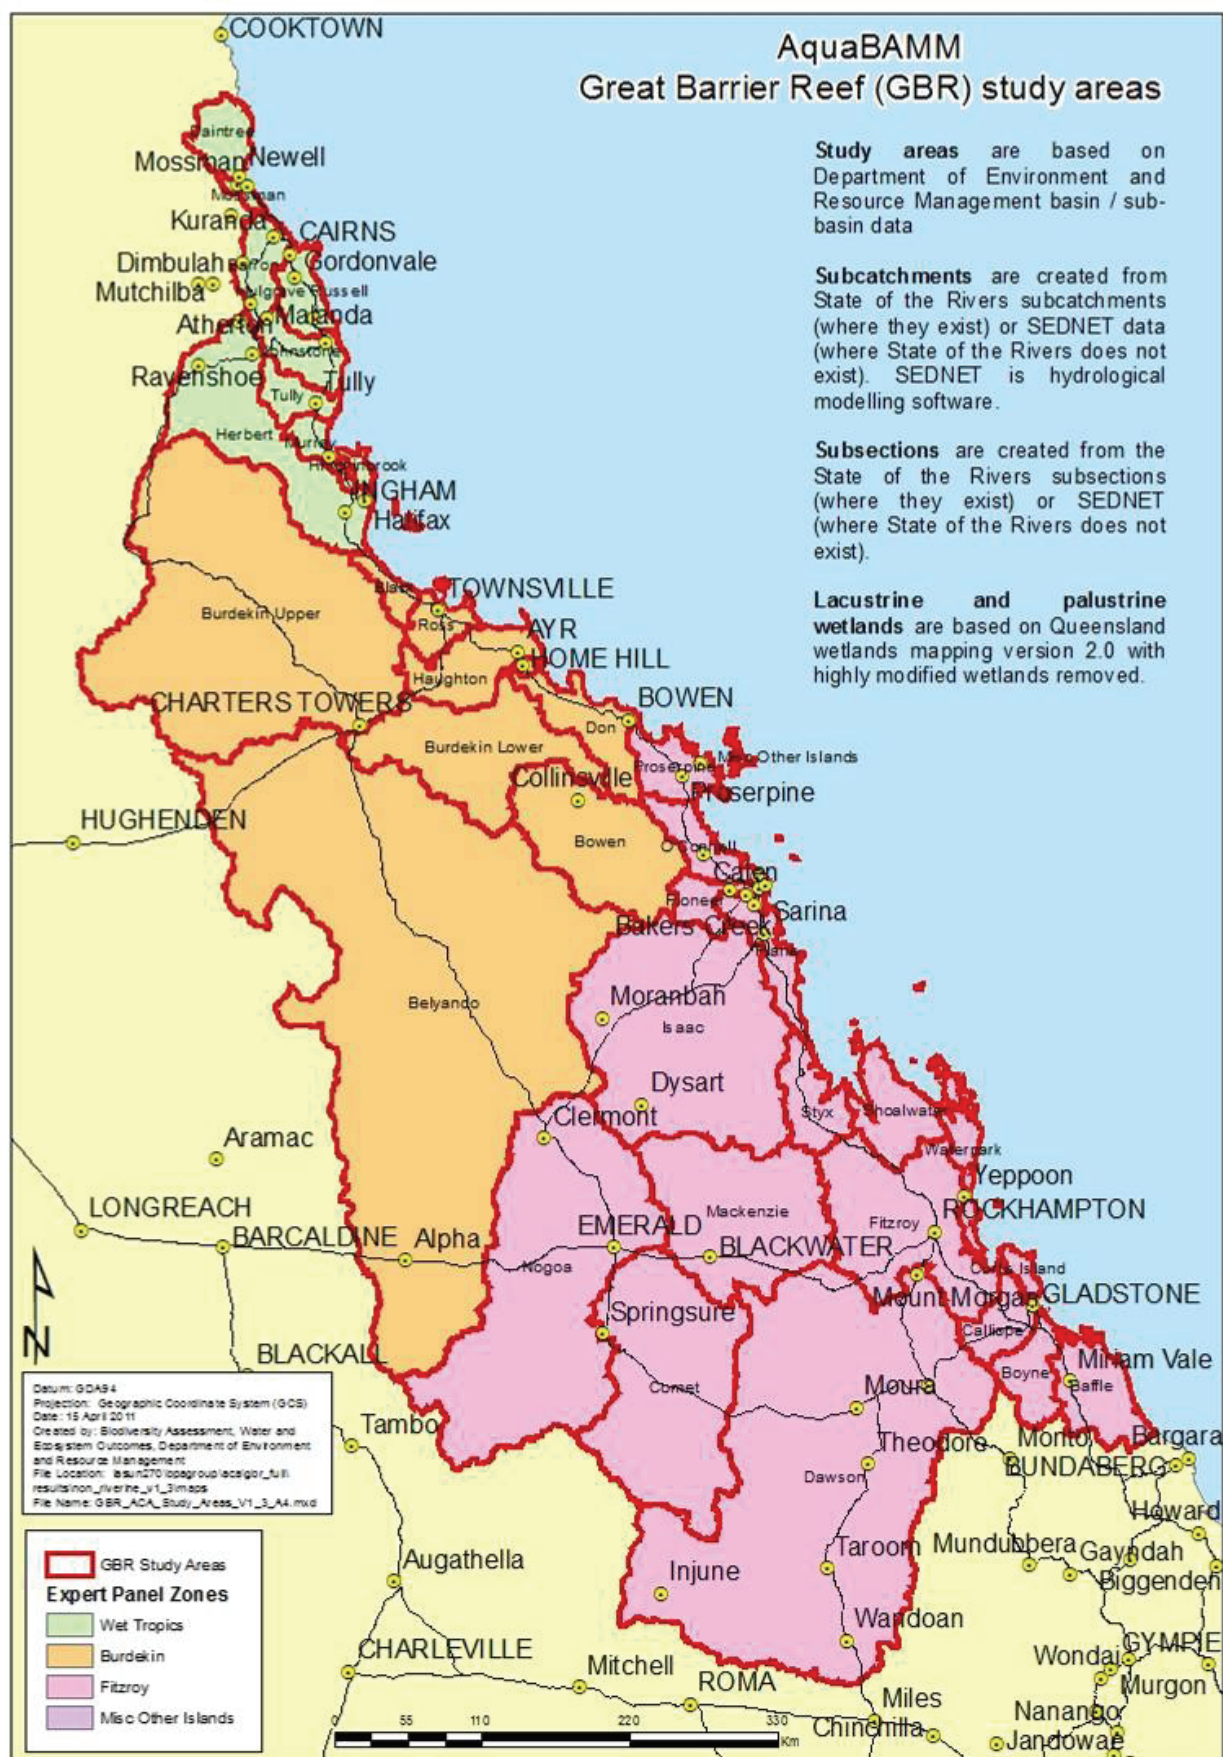 AquaBAMM
Great Barrier Reef (GBR) study areas
Study areas are based on
Department of Environment and
Resource Management basin / sub-
basin data
Subcatchments are created from
State of the Rivers subcatchments
(where they exist) or SEDNET data
(where State of the Rivers does not
exist). SEDNET is hydrological
modelling software.
Subsections are created from the
State of the Rivers subsections
(where they exist) or SEDNET
(where State of the Rivers does not
exist).
Lacustrine and palustrine
wetlands are based on Queensland
wetlands mapping version 2.0 with
highly modified wetlands removed.
COOKTOWN
Daintree
Mossman
Newell
Mossman
Kuranda
CAIRNS
Dimbulah
Barron
Gordonvale
Mutchilba
Russell
Atherton
Malanda
Johnstone
Ravenshoe
Tully
Tully
Herbert
Murray
Hinchinbrook
INGHAM
Halifax
Black
TOWNSVILLE
Burdekin Upper
Ross
AYR
HOME HILL
Haughton
CHARTERS TOWERS
BOWEN
Don
Burdekin Lower
Proserpine
Misc Other Islands
Collinsville
Proserpine
HUGHENDEN
Bowen
O'Connell
Calen
Pioneer
Sarina
Bakers Creek
Plane
Belyando
Moranbah
Isaac
Dysart
Clermont
Styx
Shoalwater
Aramac
Waterpark
Yeppoon
LONGREACH
BARCALDINE
Alpha
EMERALD
Mackenzie
Fitzroy
ROCKHAMPTON
BLACKWATER
Nogoa
Curtis Island
Springsure
Mount Morgan
GLADSTONE
Calliope
BLACKALL
Comet
Moura
Boyne
Miriam Vale
Baffle
Tambo
Theodore
Monto
Bargara
Dawson
BUNDABERG
Howard
Augathella
Injune
Taroom
Mundubbera
Gayndah
Biggenden
Wandoan
CHARLEVILLE
Mitchell
ROMA
Wondai
GYMPIE
Murgon
Miles
Chinchilla
Nanango
Jandowae
N
Datum: GDA94
Projection: Geographic Coordinate System (GCS)
Date: 15 April 2011
Created by: Biodiversity Assessment, Water and
Ecosystem Outcomes, Department of Environment
and Resource Management
File Location:
File Name: GBR_ACA_Study_Areas_V1_3_A4.mxd
GBR Study Areas
Expert Panel Zones
Wet Tropics
Burdekin
Fitzroy
Misc Other Islands
0 55 110 220 330
Km